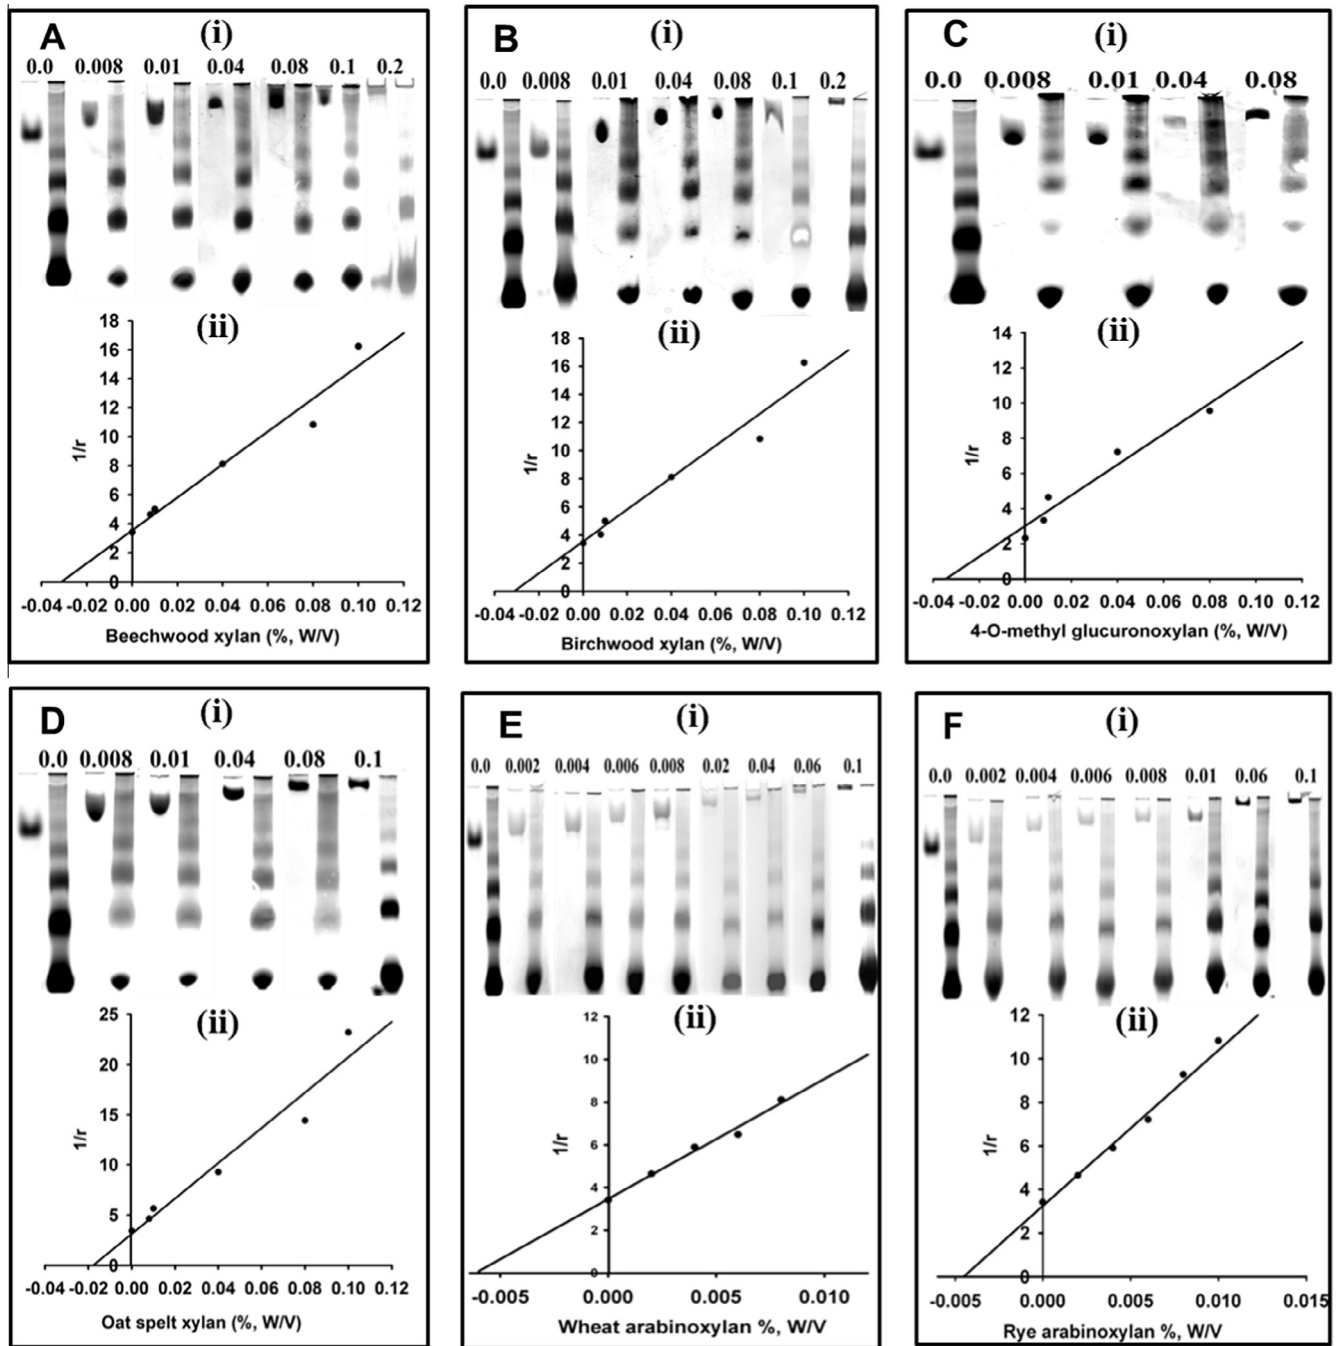 A
(i)
0.0 0.008 0.01 0.04 0.08 0.1 0.2
(ii)
18
16
14
12
10
8
6
4
2
0
1/r
-0.04 -0.02 0.00 0.02 0.04 0.06 0.08 0.10 0.12
Beechwood xylan (%, W/V)
B
(i)
0.0 0.008 0.01 0.04 0.08 0.1 0.2
(ii)
18
16
14
12
10
8
6
4
2
0
1/r
-0.04 -0.02 0.00 0.02 0.04 0.06 0.08 0.10 0.12
Birchwood xylan (%, W/V)
C
(i)
0.0 0.008 0.01 0.04 0.08
(ii)
14
12
10
8
6
4
2
0
1/r
-0.04 -0.02 0.00 0.02 0.04 0.06 0.08 0.10 0.12
4-O-methyl glucuronoxylan (%, W/V)
D
(i)
0.0 0.008 0.01 0.04 0.08 0.1
(ii)
25
20
15
10
5
0
1/r
-0.04 -0.02 0.00 0.02 0.04 0.06 0.08 0.10 0.12
Oat spelt xylan (%, W/V)
E
(i)
0.0 0.002 0.004 0.006 0.008 0.02 0.04 0.06 0.1
(ii)
12
10
8
6
4
2
0
1/r
-0.005 0.000 0.005 0.010
Wheat arabinoxylan %, W/V
F
(i)
0.0 0.002 0.004 0.006 0.008 0.01 0.06 0.1
(ii)
12
10
8
6
4
2
0
1/r
-0.005 0.000 0.005 0.010 0.015
Rye arabinoxylan %, W/V